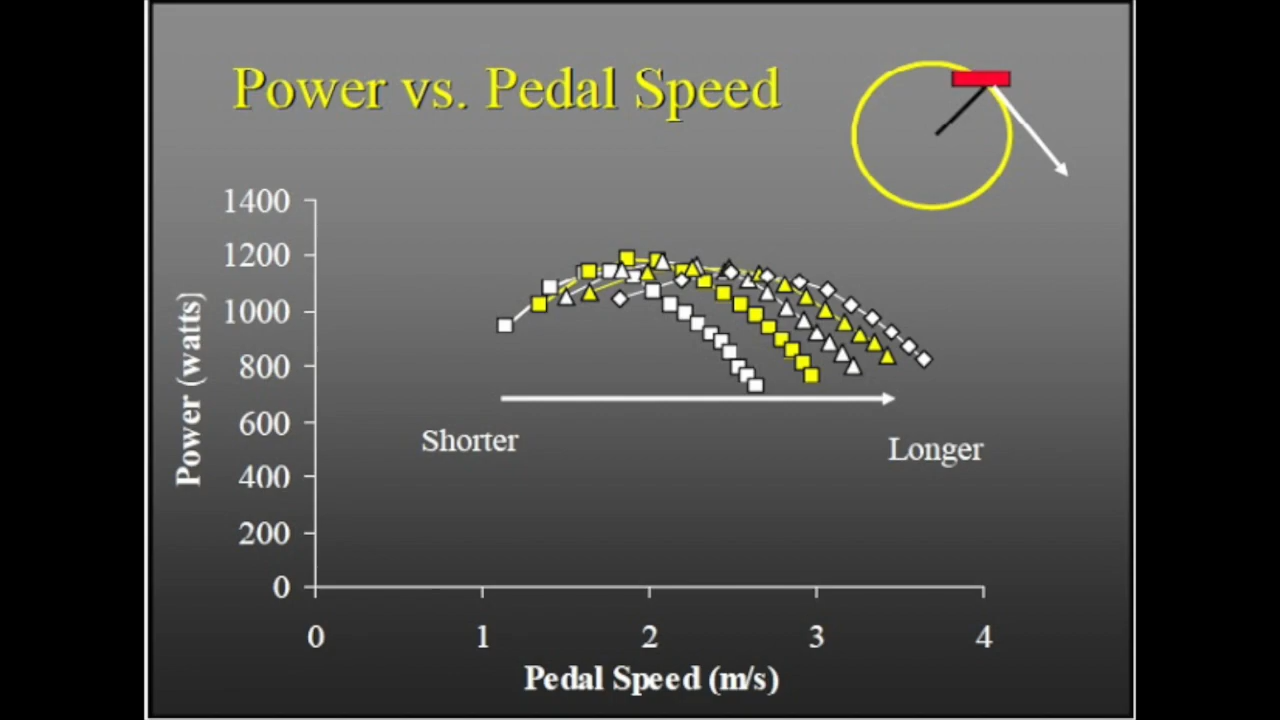 Power vs. Pedal Speed
1400
1200
1000
800
600
400
200
0
Power (watts)
Shorter
Longer
0 1 2 3 4
Pedal Speed (m/s)